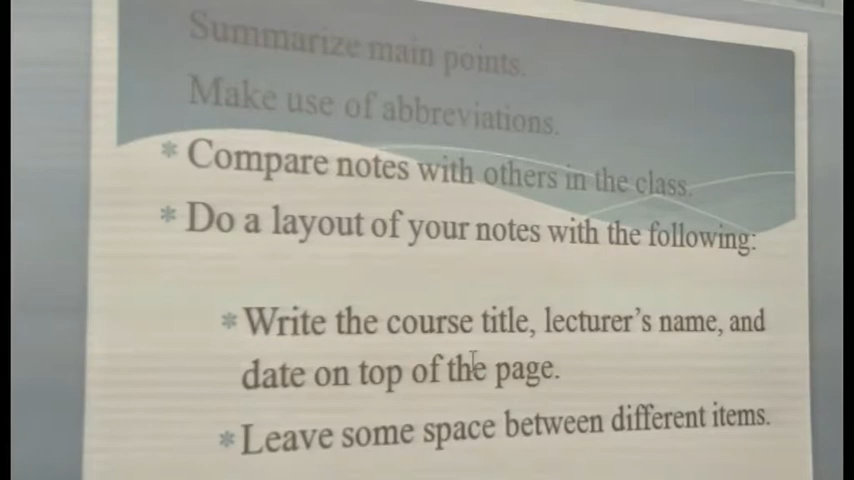 Summarize main points.
Make use of abbreviations.
* Compare notes with others in the class.
* Do a layout of your notes with the following:
* Write the course title, lecturer's name, and
date on top of the page.
* Leave some space between different items.